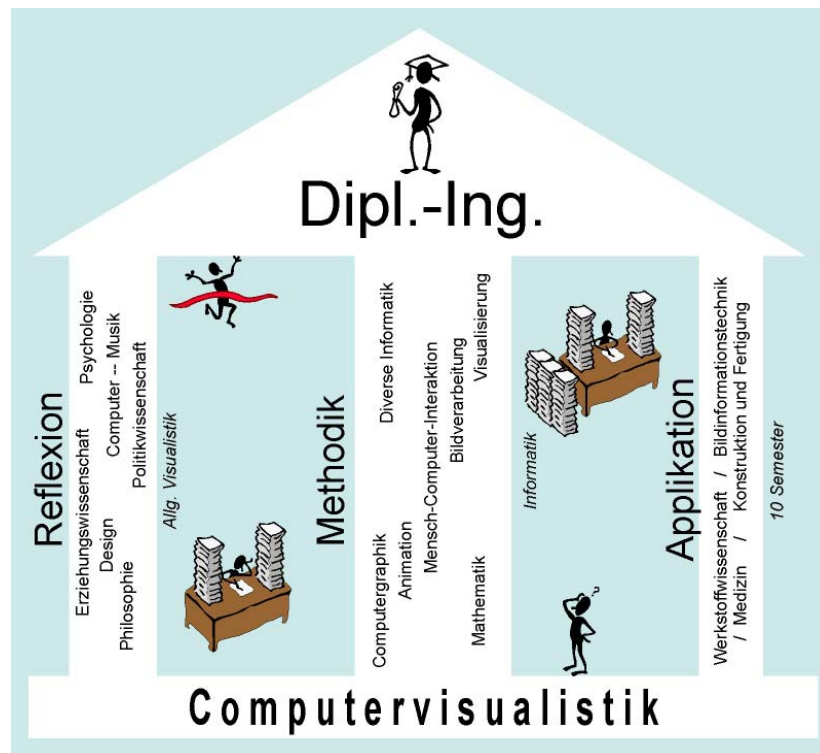 Dipl.-Ing.
Reflexion
Erziehungswissenschaft
Psychologie
Design
Computer -- Musik
Philosophie
Politikwissenschaft
Allg. Visualistik
Methodik
Computergraphik
Diverse Informatik
Animation
Mensch-Computer-Interaktion
Bildverarbeitung
Mathematik
Visualisierung
Informatik
?
Applikation
Werkstoffwissenschaft / Bildinformationstechnik
/ Medizin / Konstruktion und Fertigung
10 Semester
Computervisualistik